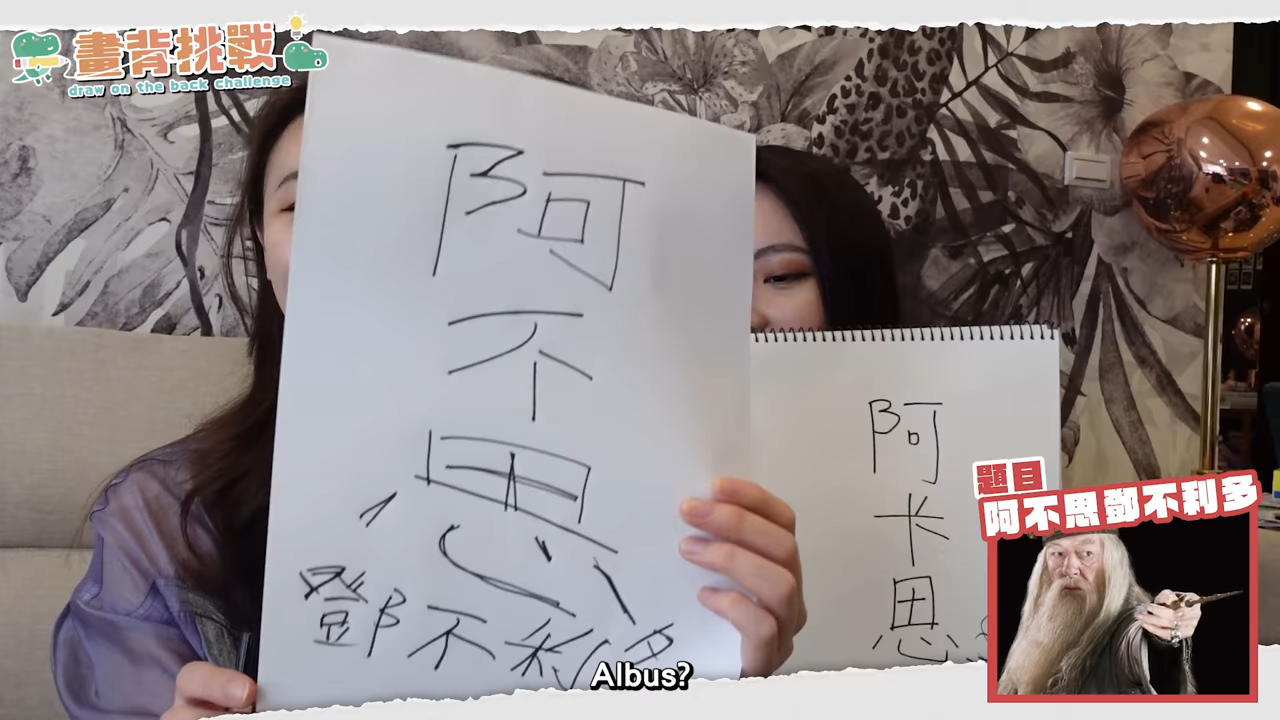 畫背挑戰
draw on the back challenge
阿
不
思
鄧不利多
阿
卡
思
題目
阿不思鄧不利多
Albus?